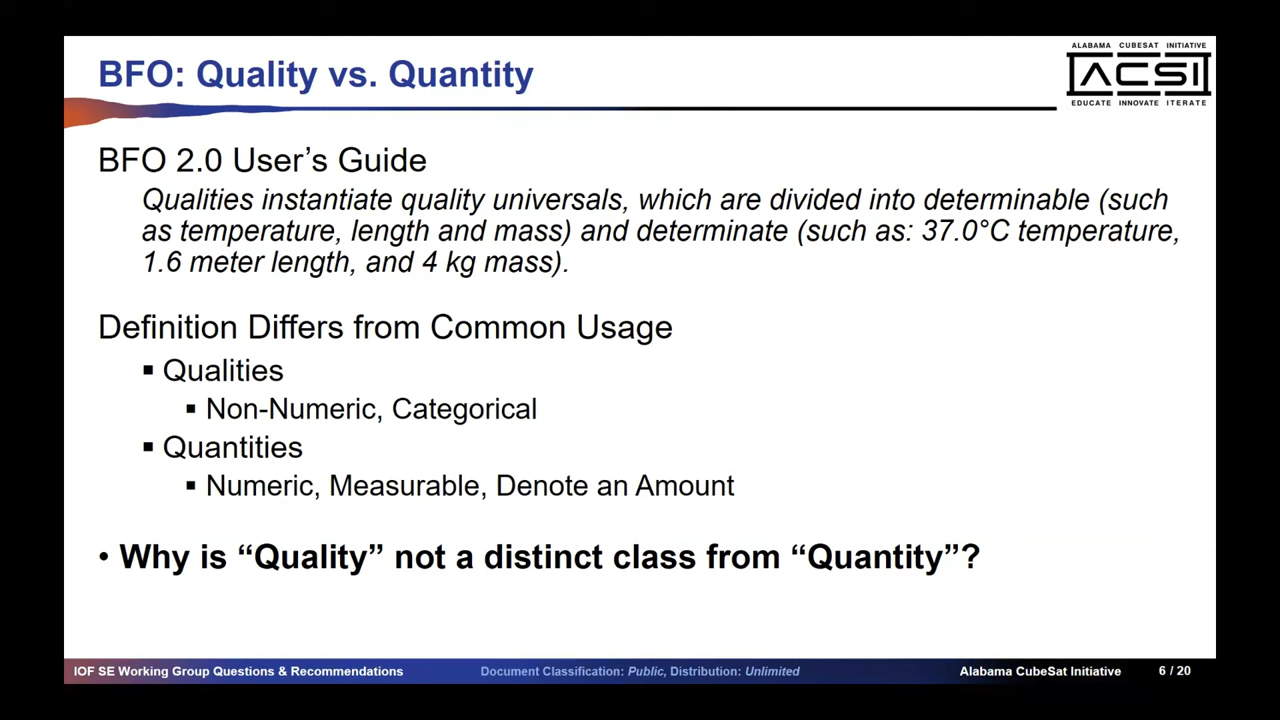 ALABAMA CUBESAT INITIATIVE
BFO: Quality vs. Quantity
ACSI
EDUCATE INNOVATE ITERATE
BFO 2.0 User’s Guide
Qualities instantiate quality universals, which are divided into determinable (such
as temperature, length and mass) and determinate (such as: 37.0°C temperature,
1.6 meter length, and 4 kg mass).
Definition Differs from Common Usage
▪ Qualities
▪ Non-Numeric, Categorical
▪ Quantities
▪ Numeric, Measurable, Denote an Amount
• Why is “Quality” not a distinct class from “Quantity”?
IOF SE Working Group Questions & Recommendations Document Classification: Public, Distribution: Unlimited Alabama CubeSat Initiative 6 / 20